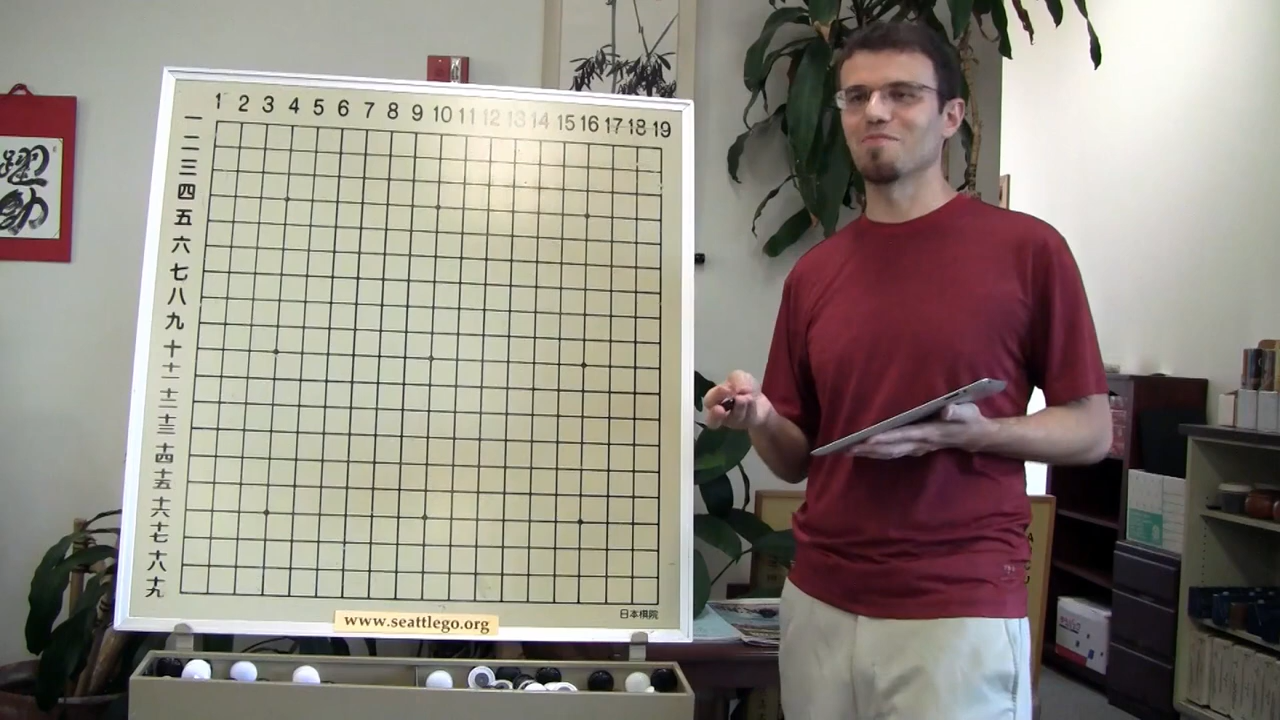 1 2 3 4 5 6 7 8 9 10 11 12 13 14 15 16 17 18 19
一
二
三
四
五
六
七
八
九
十
十一
十二
十三
十四
十五
十六
十七
十八
十九
日本棋院
www.seattlego.org